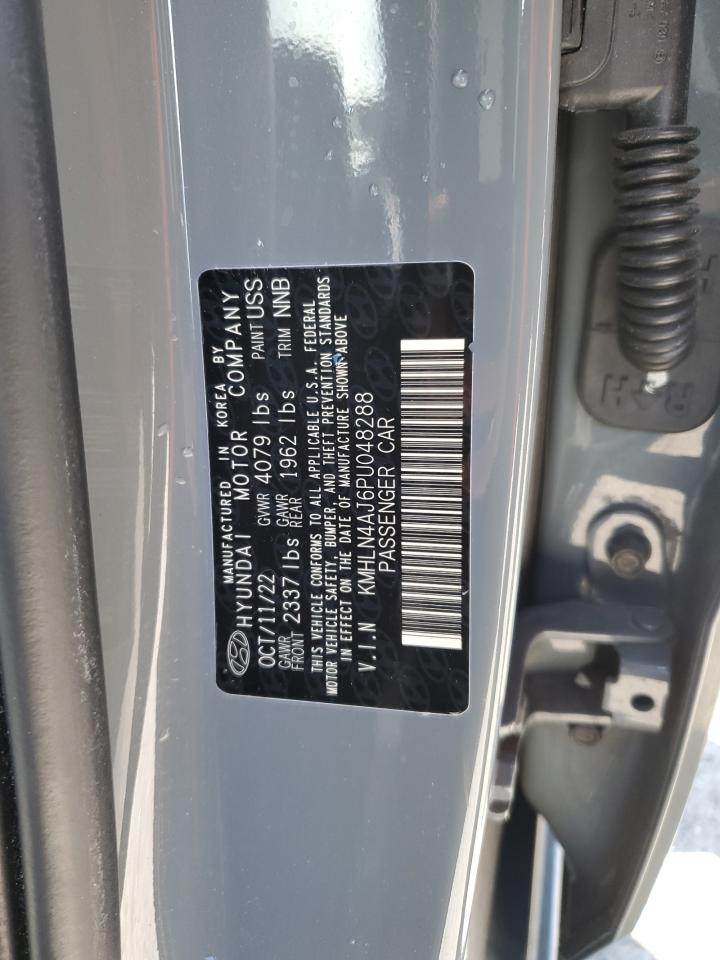 MANUFACTURED IN KOREA BY
HYUNDAI MOTOR COMPANY
OCT/11/22 GVWR 4079 lbs PAINT USS
GAWR FRONT 2337 lbs GAWR REAR 1962 lbs TRIM NNB
THIS VEHICLE CONFORMS TO ALL APPLICABLE U.S.A. FEDERAL
MOTOR VEHICLE SAFETY, BUMPER, AND THEFT PREVENTION STANDARDS
IN EFFECT ON THE DATE OF MANUFACTURE SHOWN ABOVE
V.I.N KMHLN4AJ6PU048288
PASSENGER CAR